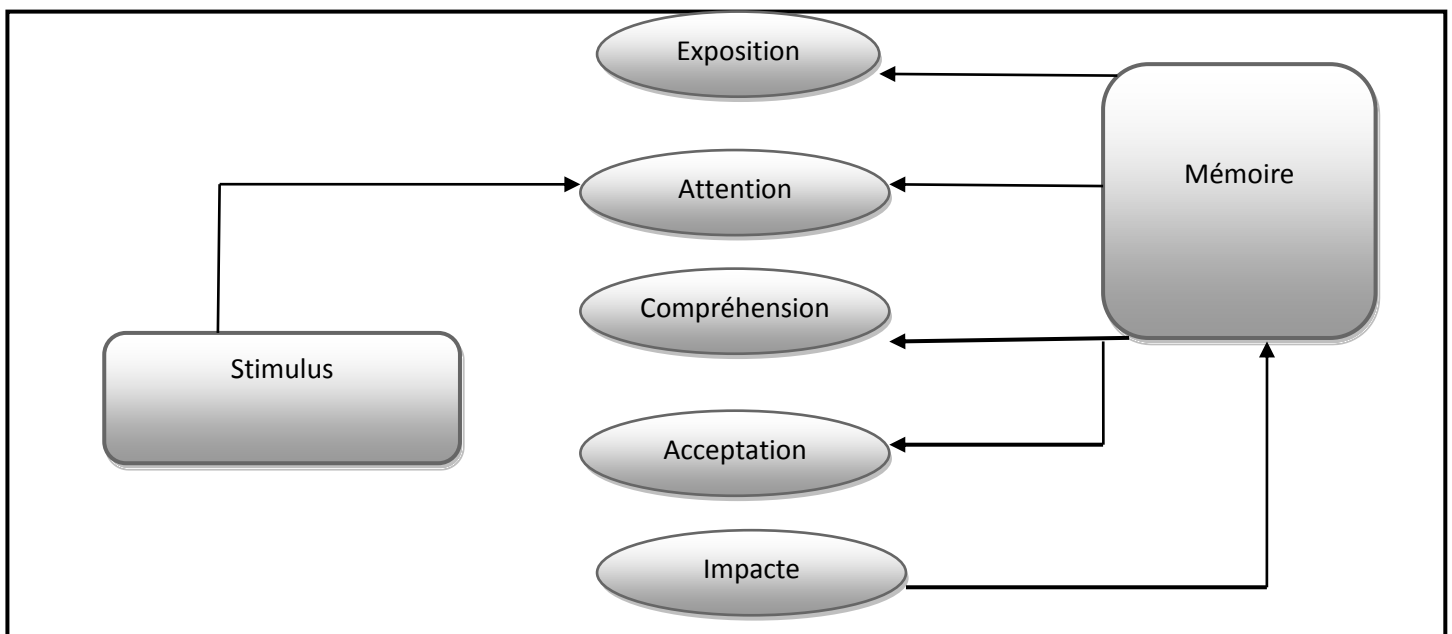 Exposition
Mémoire
Attention
Compréhension
Stimulus
Acceptation
Impacte